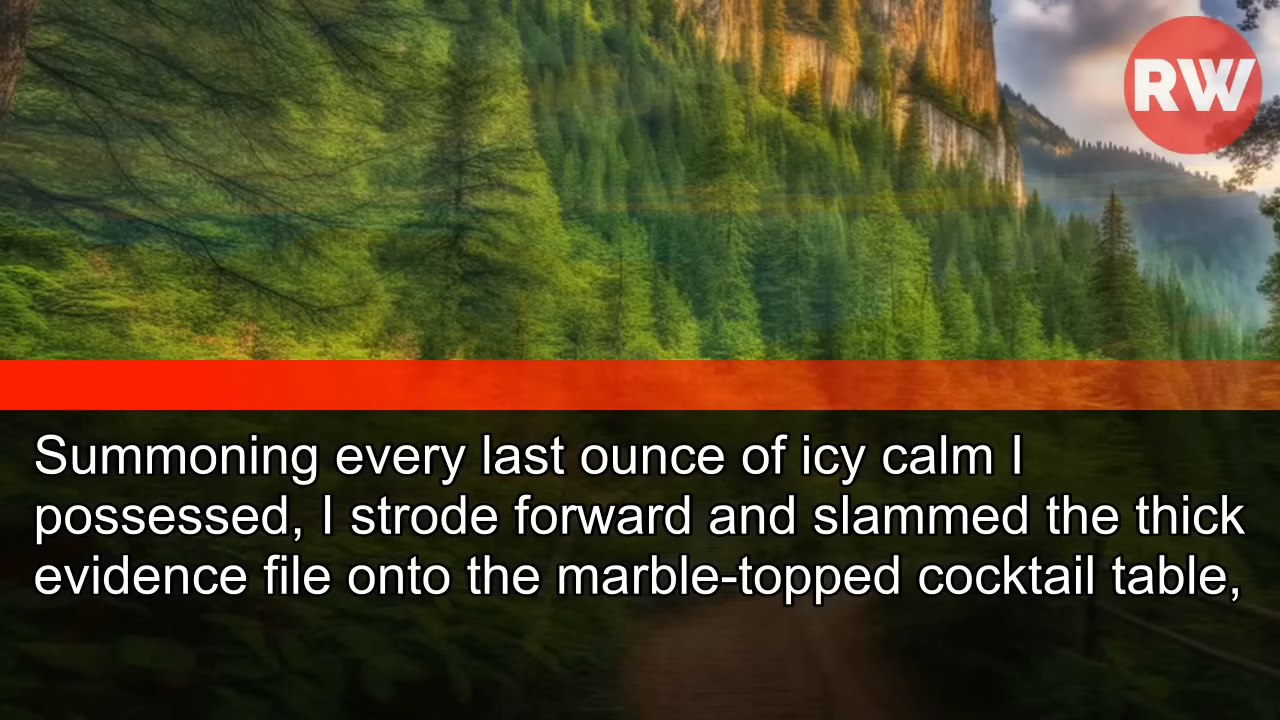 RW
Summoning every last ounce of icy calm I
possessed, I strode forward and slammed the thick
evidence file onto the marble-topped cocktail table,